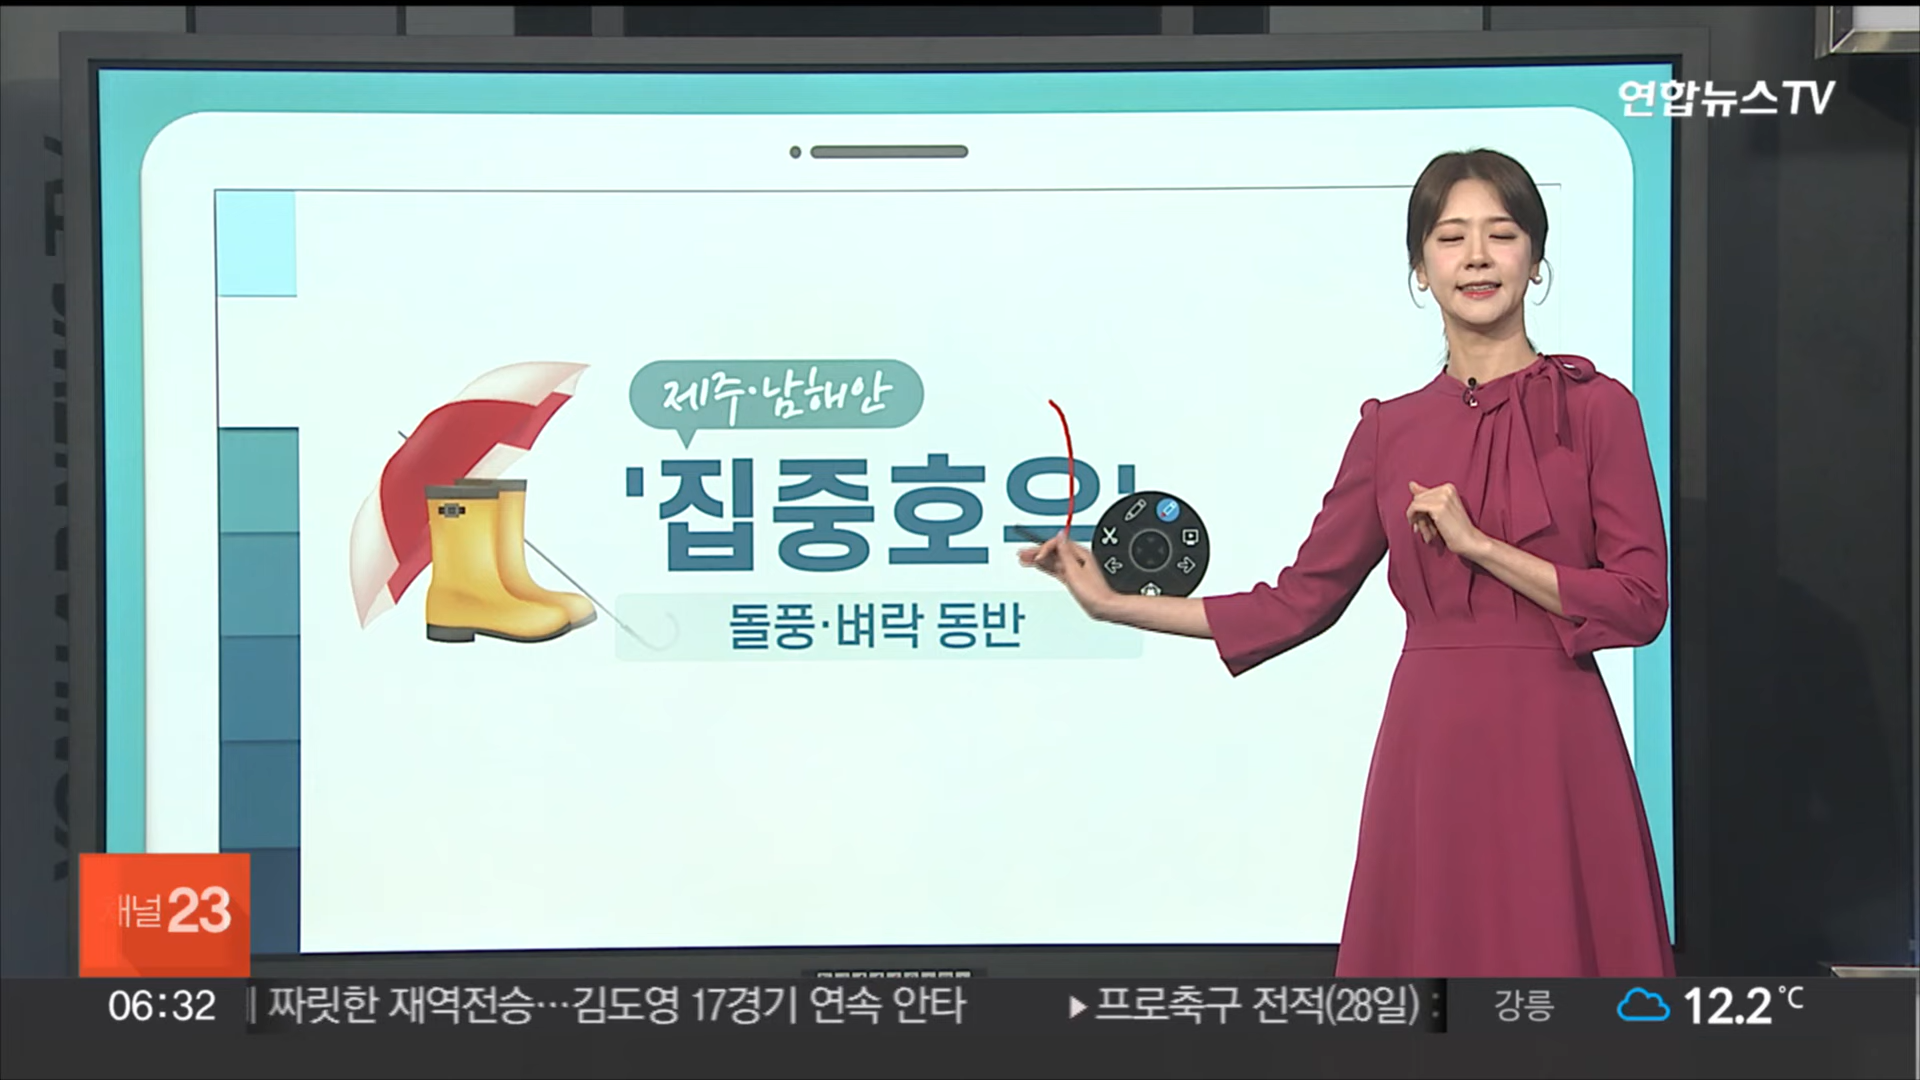 연합뉴스TV
제주·남해안
'집중호우'
돌풍·벼락 동반
채널 23
06:32
짜릿한 재역전승…김도영 17경기 연속 안타 ▶프로축구 전적(28일) :
강릉 12.2℃